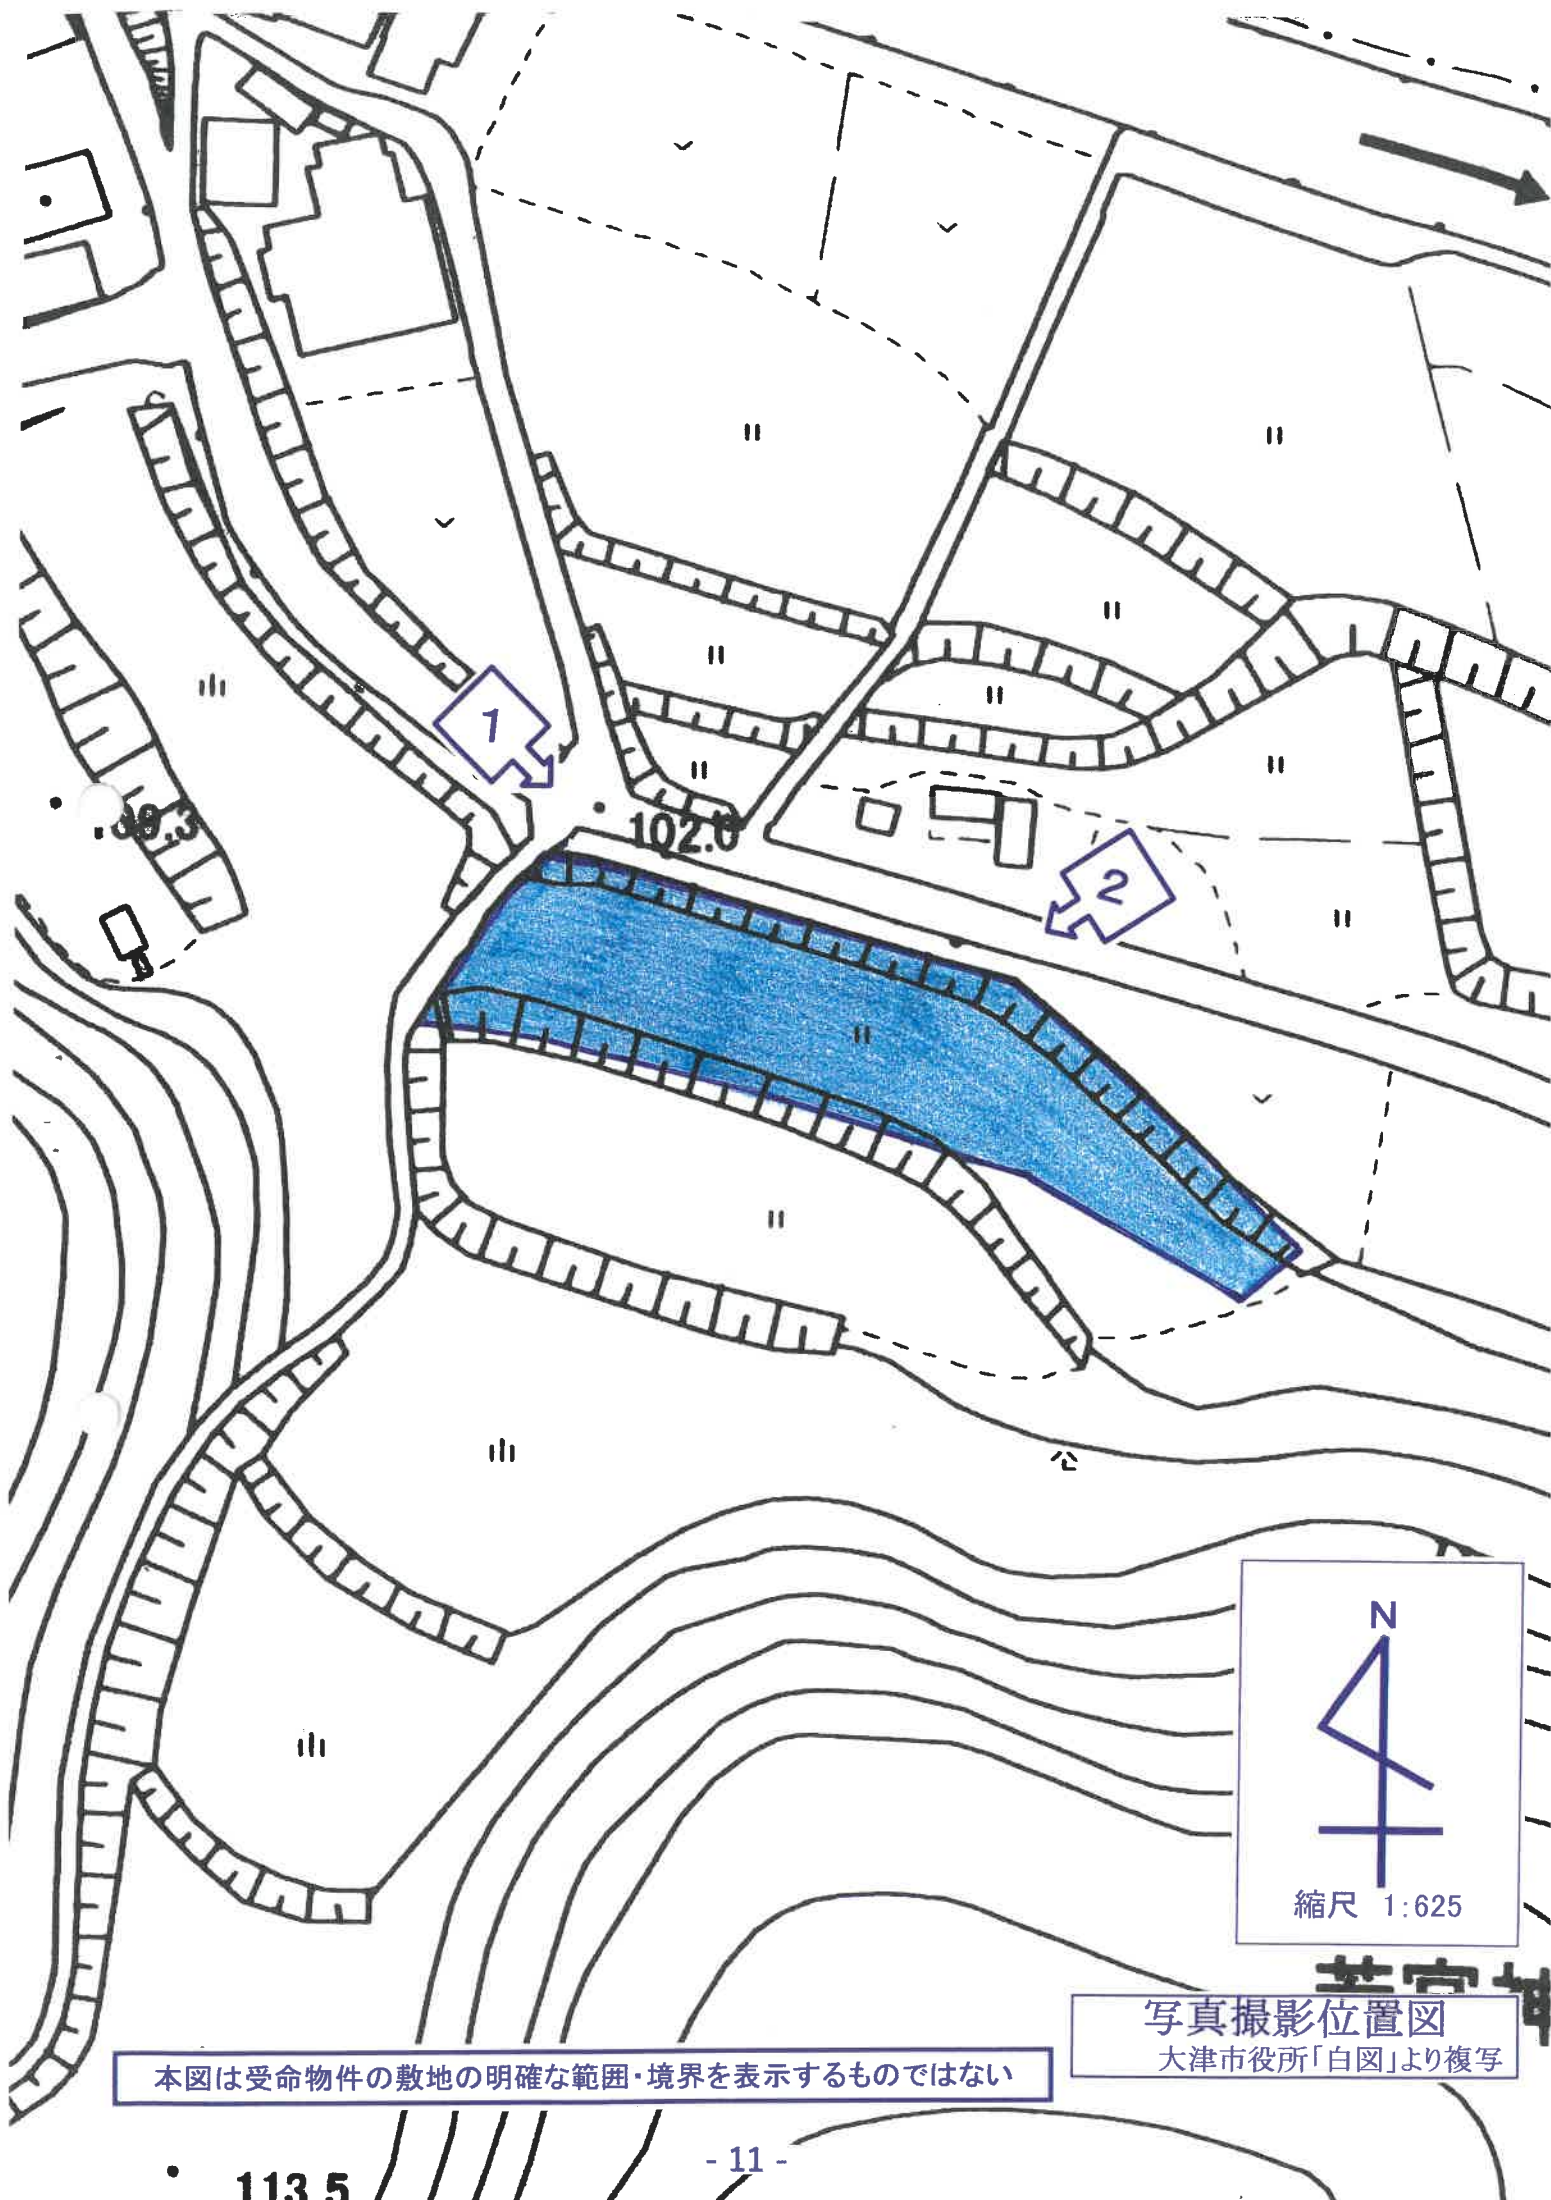 1
102.0
2
N
縮尺 1:625
写真撮影位置図
大津市役所「白図」より複写
本図は受命物件の敷地の明確な範囲・境界を表示するものではない
- 11 -
113.5